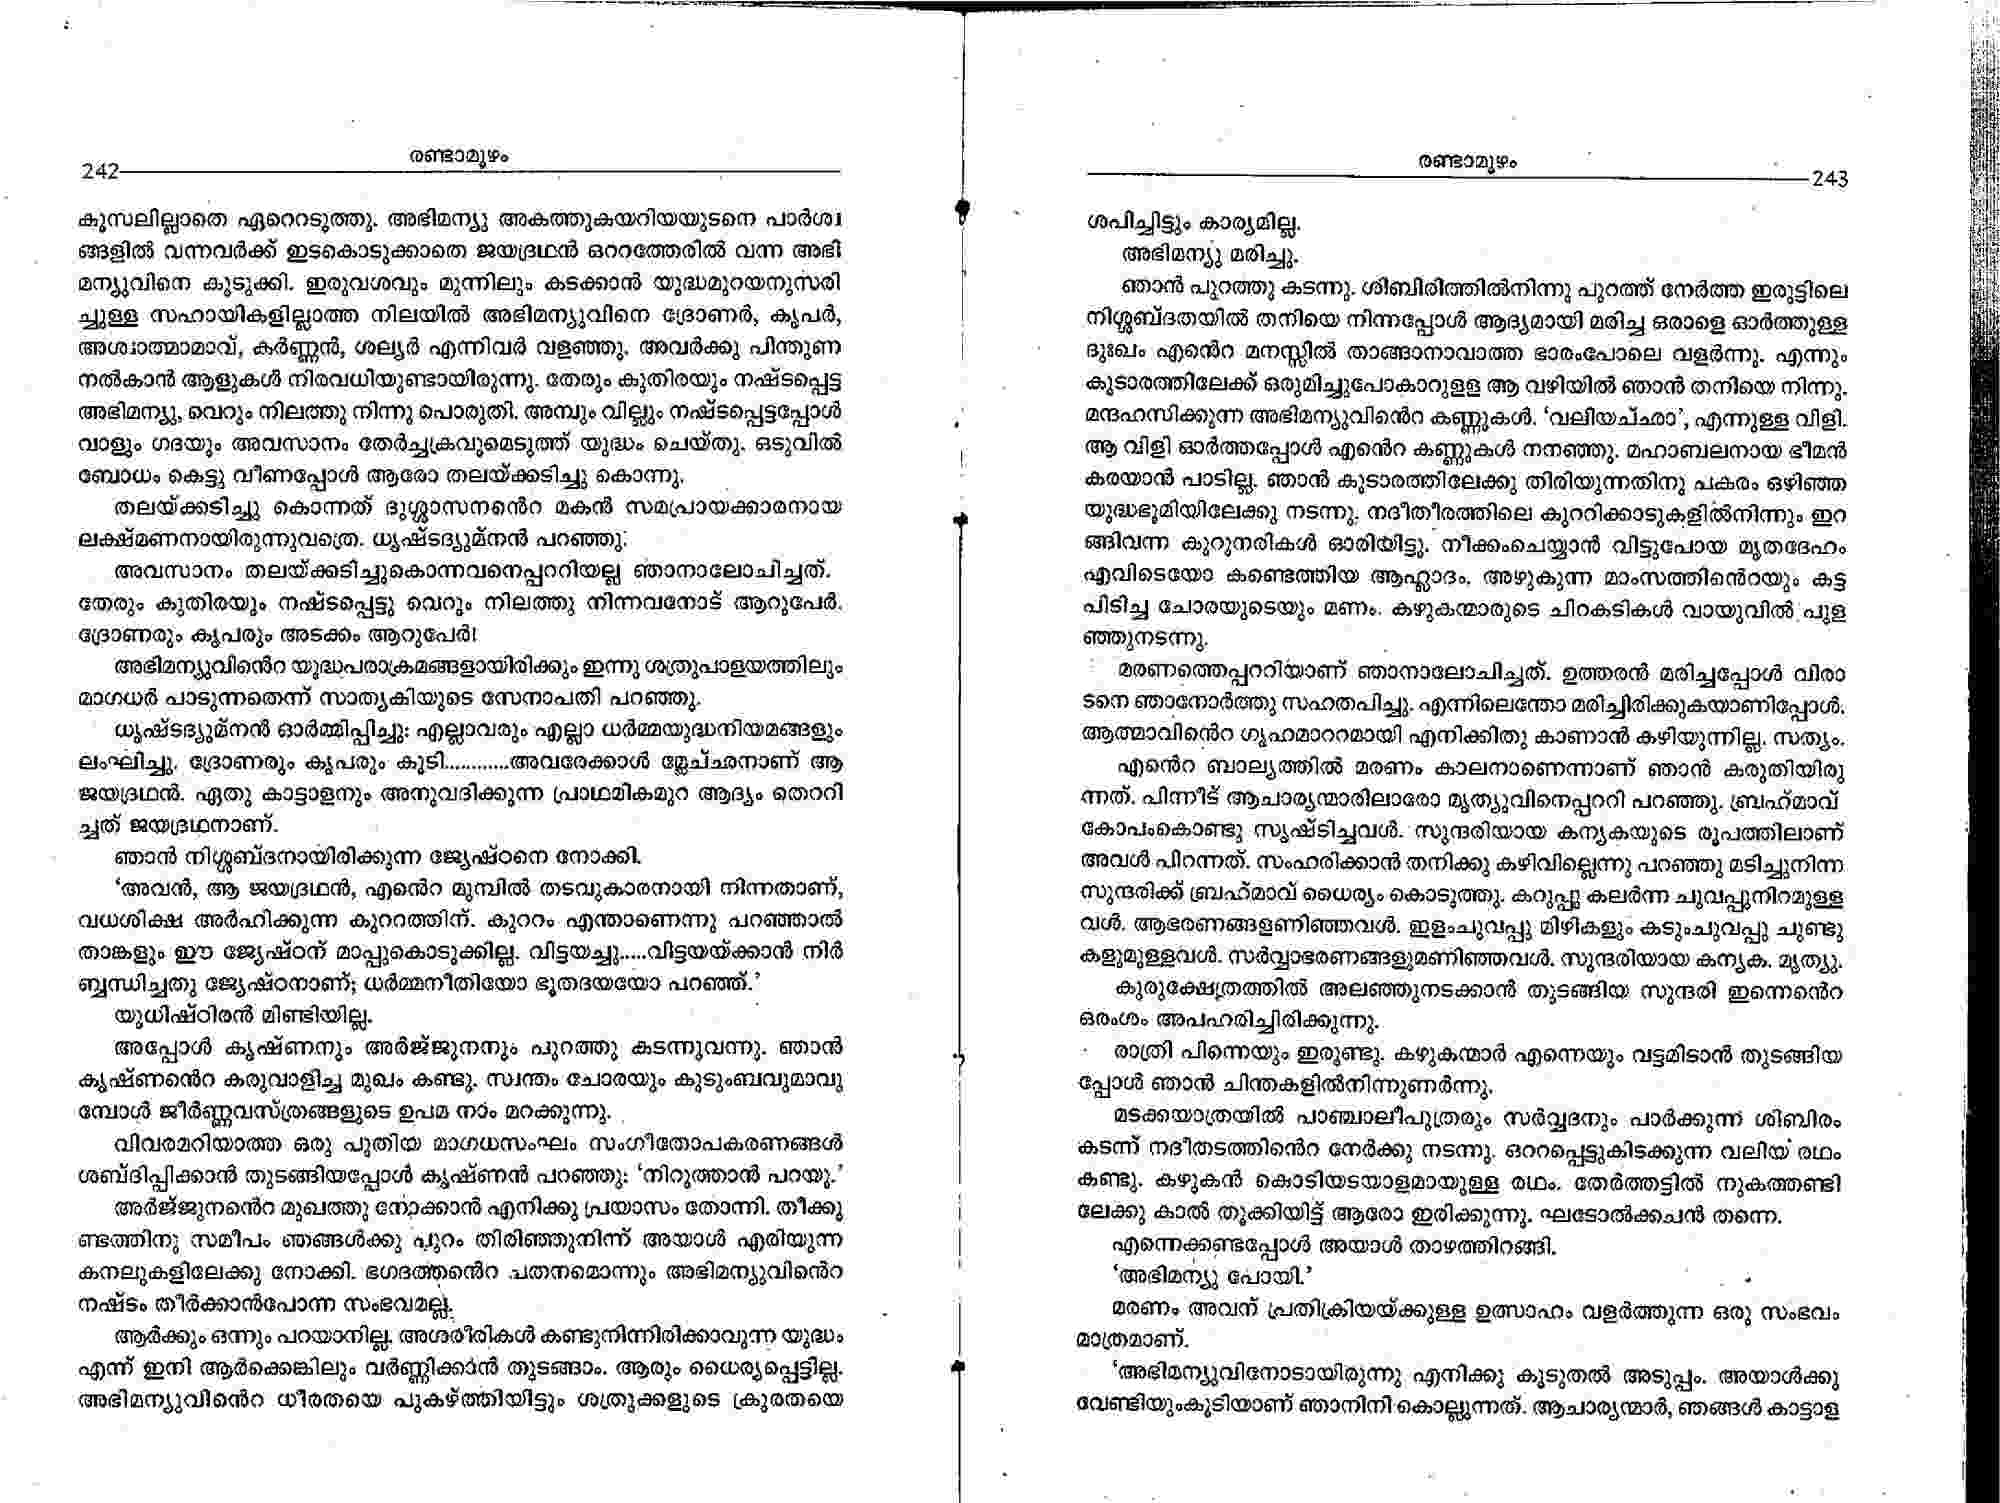 രണ്ടാമൂഴം
242
കൂസലില്ലാതെ ഏറെറടുത്തു. അഭിമന്യു അകത്തുകയറിയയുടനെ പാർശ്വ
ങ്ങളിൽ വന്നവർക്ക് ഇടകൊടുക്കാതെ ജയദ്രഥൻ ഒററത്തേരിൽ വന്ന അഭി
മന്യുവിനെ കുടുക്കി. ഇരുവശവും മുന്നിലും കടക്കാൻ യുദ്ധമുറയനുസരി
ച്ചുള്ള സഹായികളില്ലാത്ത നിലയിൽ അഭിമന്യുവിനെ ദ്രോണർ, കൃപർ,
അശ്വാത്മാമാവ്, കർണ്ണൻ, ശല്യർ എന്നിവർ വളഞ്ഞു. അവർക്കു പിന്തുണ
നൽകാൻ ആളുകൾ നിരവധിയുണ്ടായിരുന്നു. തേരും കുതിരയും നഷ്ടപ്പെട്ട
അഭിമന്യു, വെറും നിലത്തു നിന്നു പൊരുതി. അമ്പും വില്ലും നഷ്ടപ്പെട്ടപ്പോൾ
വാളും ഗദയും അവസാനം തേർച്ചക്രവുമെടുത്ത് യുദ്ധം ചെയ്തു. ഒടുവിൽ
ബോധം കെട്ടു വീണപ്പോൾ ആരോ തലയ്ക്കടിച്ചു കൊന്നു.
തലയ്ക്കടിച്ചു കൊന്നത് ദുശ്ശാസനൻെറ മകൻ സമപ്രായക്കാരനായ
ലക്ഷ്മണനായിരുന്നുവത്രെ. ധൃഷ്ടദ്യുമ്നൻ പറഞ്ഞു:
അവസാനം തലയ്ക്കടിച്ചുകൊന്നവനെപ്പററിയല്ല ഞാനാലോചിച്ചത്.
തേരും കുതിരയും നഷ്ടപ്പെട്ടു വെറും നിലത്തു നിന്നവനോട് ആറുപേർ.
ദ്രോണരും കൃപരും അടക്കം ആറുപേർ!
അഭിമന്യുവിൻെറ യുദ്ധപരാക്രമങ്ങളായിരിക്കും ഇന്നു ശത്രുപാളയത്തിലും
മാഗധർ പാടുന്നതെന്ന് സാത്യകിയുടെ സേനാപതി പറഞ്ഞു.
ധൃഷ്ടദ്യുമ്നൻ ഓർമ്മിപ്പിച്ചു: എല്ലാവരും എല്ലാ ധർമ്മയുദ്ധനിയമങ്ങളും
ലംഘിച്ചു. ദ്രോണരും കൃപരും കൂടി...........അവരേക്കാൾ മ്ലേച്ഛനാണ് ആ
ജയദ്രഥൻ. ഏതു കാട്ടാളനും അനുവദിക്കുന്ന പ്രാഥമികമുറ ആദ്യം തെററി
ച്ചത് ജയദ്രഥനാണ്.
ഞാൻ നിശ്ശബ്ദനായിരിക്കുന്ന ജ്യേഷ്ഠനെ നോക്കി.
‘അവൻ, ആ ജയദ്രഥൻ, എൻെറ മുമ്പിൽ തടവുകാരനായി നിന്നതാണ്,
വധശിക്ഷ അർഹിക്കുന്ന കുററത്തിന്. കുററം എന്താണെന്നു പറഞ്ഞാൽ
താങ്കളും ഈ ജ്യേഷ്ഠന് മാപ്പുകൊടുക്കില്ല. വിട്ടയച്ചു.....വിട്ടയയ്ക്കാൻ നിർ
ബ്ബന്ധിച്ചതു ജ്യേഷ്ഠനാണ്; ധർമ്മനീതിയോ ഭൂതദയയോ പറഞ്ഞ്.’
യുധിഷ്ഠിരൻ മിണ്ടിയില്ല.
അപ്പോൾ കൃഷ്ണനും അർജ്ജുനനും പുറത്തു കടന്നുവന്നു. ഞാൻ
കൃഷ്ണൻെറ കരുവാളിച്ച മുഖം കണ്ടു. സ്വന്തം ചോരയും കുടുംബവുമാവു
മ്പോൾ ജീർണ്ണവസ്ത്രങ്ങളുടെ ഉപമ നാം മറക്കുന്നു.
വിവരമറിയാത്ത ഒരു പുതിയ മാഗധസംഘം സംഗീതോപകരണങ്ങൾ
ശബ്ദിപ്പിക്കാൻ തുടങ്ങിയപ്പോൾ കൃഷ്ണൻ പറഞ്ഞു: ‘നിറുത്താൻ പറയു.’
അർജ്ജുനൻെറ മുഖത്തു നോക്കാൻ എനിക്കു പ്രയാസം തോന്നി. തീക്കു
ണ്ടത്തിനു സമീപം ഞങ്ങൾക്കു പുറം തിരിഞ്ഞുനിന്ന് അയാൾ എരിയുന്ന
കനലുകളിലേക്കു നോക്കി. ഭഗദത്തൻെറ പതനമൊന്നും അഭിമന്യുവിൻെറ
നഷ്ടം തീർക്കാൻപോന്ന സംഭവമല്ല.
ആർക്കും ഒന്നും പറയാനില്ല. അശരീരികൾ കണ്ടുനിന്നിരിക്കാവുന്ന യുദ്ധം
എന്ന് ഇനി ആർക്കെങ്കിലും വർണ്ണിക്കാൻ തുടങ്ങാം. ആരും ധൈര്യപ്പെട്ടില്ല.
അഭിമന്യുവിൻെറ ധീരതയെ പുകഴ്ത്തിയിട്ടും ശത്രുക്കളുടെ ക്രൂരതയെ
രണ്ടാമൂഴം
243
ശപിച്ചിട്ടും കാര്യമില്ല.
അഭിമന്യു മരിച്ചു.
ഞാൻ പുറത്തു കടന്നു. ശിബിരിത്തിൽനിന്നു പുറത്ത് നേർത്ത ഇരുട്ടിലെ
നിശ്ശബ്ദതയിൽ തനിയെ നിന്നപ്പോൾ ആദ്യമായി മരിച്ച ഒരാളെ ഓർത്തുള്ള
ദുഃഖം എൻെറ മനസ്സിൽ താങ്ങാനാവാത്ത ഭാരംപോലെ വളർന്നു. എന്നും
കൂടാരത്തിലേക്ക് ഒരുമിച്ചുപോകാറുളള ആ വഴിയിൽ ഞാൻ തനിയെ നിന്നു.
മന്ദഹസിക്കുന്ന അഭിമന്യുവിൻെറ കണ്ണുകൾ. ‘വലിയച്ഛാ’, എന്നുള്ള വിളി.
ആ വിളി ഓർത്തപ്പോൾ എൻെറ കണ്ണുകൾ നനഞ്ഞു. മഹാബലനായ ഭീമൻ
കരയാൻ പാടില്ല. ഞാൻ കൂടാരത്തിലേക്കു തിരിയുന്നതിനു പകരം ഒഴിഞ്ഞ
യുദ്ധഭൂമിയിലേക്കു നടന്നു. നദീതീരത്തിലെ കുററിക്കാടുകളിൽനിന്നും ഇറ
ങ്ങിവന്ന കുറുനരികൾ ഓരിയിട്ടു. നീക്കംചെയ്യാൻ വിട്ടുപോയ മൃതദേഹം
എവിടെയോ കണ്ടെത്തിയ ആഹ്ലാദം. അഴുകുന്ന മാംസത്തിൻെറയും കട്ട
പിടിച്ച ചോരയുടെയും മണം. കഴുകന്മാരുടെ ചിറകടികൾ വായുവിൽ പുള
ഞ്ഞുനടന്നു.
മരണത്തെപ്പററിയാണ് ഞാനാലോചിച്ചത്. ഉത്തരൻ മരിച്ചപ്പോൾ വിരാ
ടനെ ഞാനോർത്തു സഹതപിച്ചു. എന്നിലെന്തോ മരിച്ചിരിക്കുകയാണിപ്പോൾ.
ആത്മാവിൻെറ ഗൃഹമാററമായി എനിക്കിതു കാണാൻ കഴിയുന്നില്ല. സത്യം.
എൻെറ ബാല്യത്തിൽ മരണം കാലനാണെന്നാണ് ഞാൻ കരുതിയിരു
ന്നത്. പിന്നീട് ആചാര്യന്മാരിലാരോ മൃത്യുവിനെപ്പററി പറഞ്ഞു. ബ്രഹ്മാവ്
കോപംകൊണ്ടു സൃഷ്ടിച്ചവൾ. സുന്ദരിയായ കന്യകയുടെ രൂപത്തിലാണ്
അവൾ പിറന്നത്. സംഹരിക്കാൻ തനിക്കു കഴിവില്ലെന്നു പറഞ്ഞു മടിച്ചുനിന്ന
സുന്ദരിക്ക് ബ്രഹ്മാവ് ധൈര്യം കൊടുത്തു. കറുപ്പു കലർന്ന ചുവപ്പുനിറമുള്ള
വൾ. ആഭരണങ്ങളണിഞ്ഞവൾ. ഇളംചുവപ്പു മിഴികളും കടുംചുവപ്പു ചുണ്ടു
കളുമുള്ളവൾ. സർവ്വാഭരണങ്ങളുമണിഞ്ഞവൾ. സുന്ദരിയായ കന്യക. മൃത്യു.
കുരുക്ഷേത്രത്തിൽ അലഞ്ഞുനടക്കാൻ തുടങ്ങിയ സുന്ദരി ഇന്നെൻെറ
ഒരംശം അപഹരിച്ചിരിക്കുന്നു.
രാത്രി പിന്നെയും ഇരുണ്ടു. കഴുകന്മാർ എന്നെയും വട്ടമിടാൻ തുടങ്ങിയ
പ്പോൾ ഞാൻ ചിന്തകളിൽനിന്നുണർന്നു.
മടക്കയാത്രയിൽ പാഞ്ചാലീപുത്രരും സർവ്വദനും പാർക്കുന്ന ശിബിരം
കടന്ന് നദീതടത്തിൻെറ നേർക്കു നടന്നു. ഒററപ്പെട്ടുകിടക്കുന്ന വലിയ രഥം
കണ്ടു. കഴുകൻ കൊടിയടയാളമായുള്ള രഥം. തേർത്തട്ടിൽ നുകത്തണ്ടി
ലേക്കു കാൽ തൂക്കിയിട്ട് ആരോ ഇരിക്കുന്നു. ഘടോൽക്കചൻ തന്നെ.
എന്നെക്കണ്ടപ്പോൾ അയാൾ താഴത്തിറങ്ങി.
‘അഭിമന്യു പോയി.’
മരണം അവന് പ്രതിക്രിയയ്ക്കുള്ള ഉത്സാഹം വളർത്തുന്ന ഒരു സംഭവം
മാത്രമാണ്.
‘അഭിമന്യുവിനോടായിരുന്നു എനിക്കു കൂടുതൽ അടുപ്പം. അയാൾക്കു
വേണ്ടിയുംകൂടിയാണ് ഞാനിനി കൊല്ലുന്നത്. ആചാര്യന്മാർ, ഞങ്ങൾ കാട്ടാള